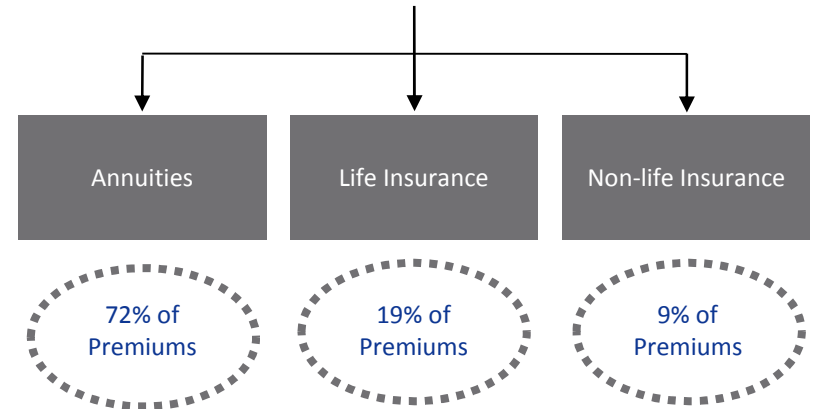 Annuities
Life Insurance
Non-life Insurance
72% of
Premiums
19% of
Premiums
9% of
Premiums